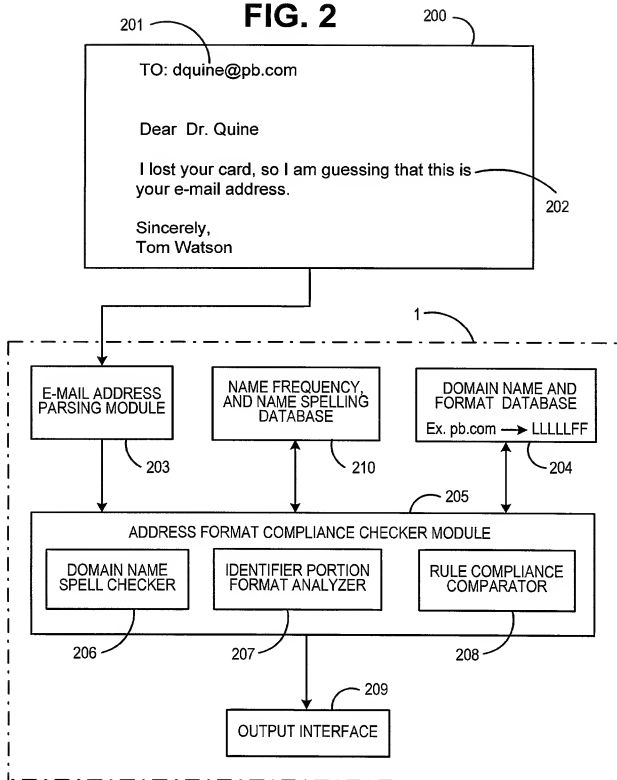 FIG. 2
201
200
TO: dquine@pb.com
Dear Dr. Quine
I lost your card, so I am guessing that this is
your e-mail address.
202
Sincerely,
Tom Watson
1
E-MAIL ADDRESS
PARSING MODULE
203
NAME FREQUENCY,
AND NAME SPELLING
DATABASE
210
DOMAIN NAME AND
FORMAT DATABASE
Ex. pb.com → LLLLLFF
204
205
ADDRESS FORMAT COMPLIANCE CHECKER MODULE
DOMAIN NAME
SPELL CHECKER
206
IDENTIFIER PORTION
FORMAT ANALYZER
207
RULE COMPLIANCE
COMPARATOR
208
209
OUTPUT INTERFACE